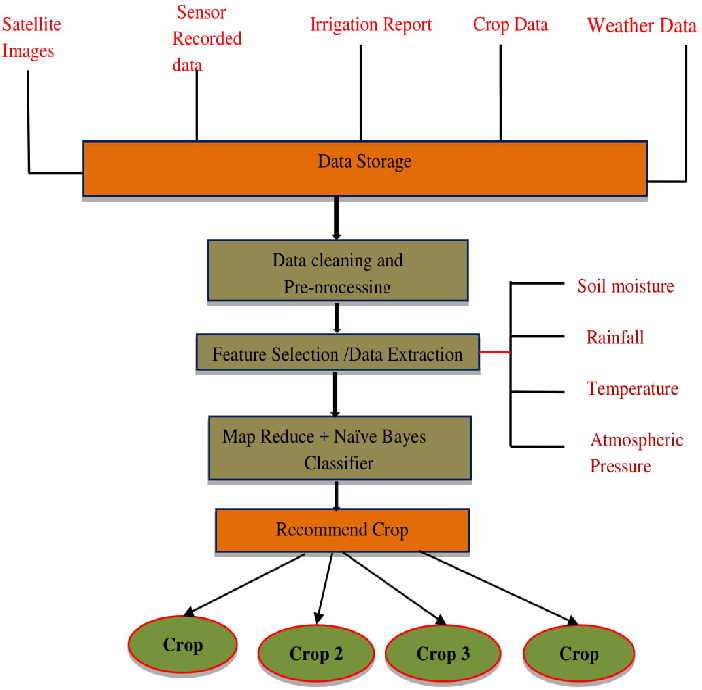 Satellite
Images
Sensor
Recorded
data
Irrigation Report
Crop Data
Weather Data
Data Storage
Data cleaning and
Pre-processing
Feature Selection /Data Extraction
Soil moisture
Rainfall
Temperature
Atmospheric
Pressure
Map Reduce + Naïve Bayes
Classifier
Recommend Crop
Crop
Crop 2
Crop 3
Crop